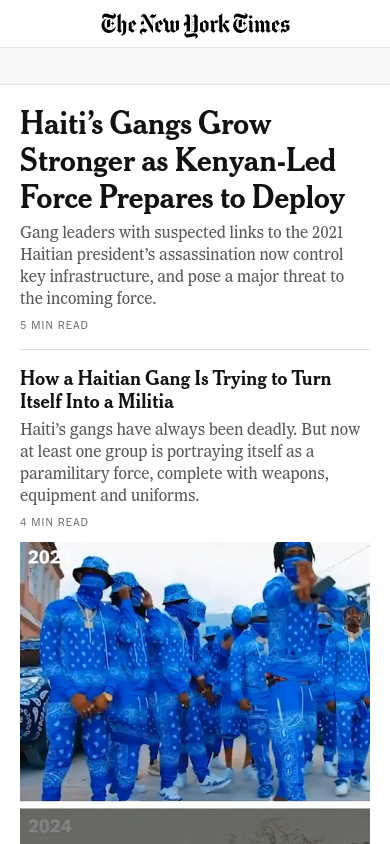 The New York Times
Haiti’s Gangs Grow
Stronger as Kenyan-Led
Force Prepares to Deploy
Gang leaders with suspected links to the 2021
Haitian president’s assassination now control
key infrastructure, and pose a major threat to
the incoming force.
5 MIN READ
How a Haitian Gang Is Trying to Turn
Itself Into a Militia
Haiti’s gangs have always been deadly. But now
at least one group is portraying itself as a
paramilitary force, complete with weapons,
equipment and uniforms.
4 MIN READ
2021
2024